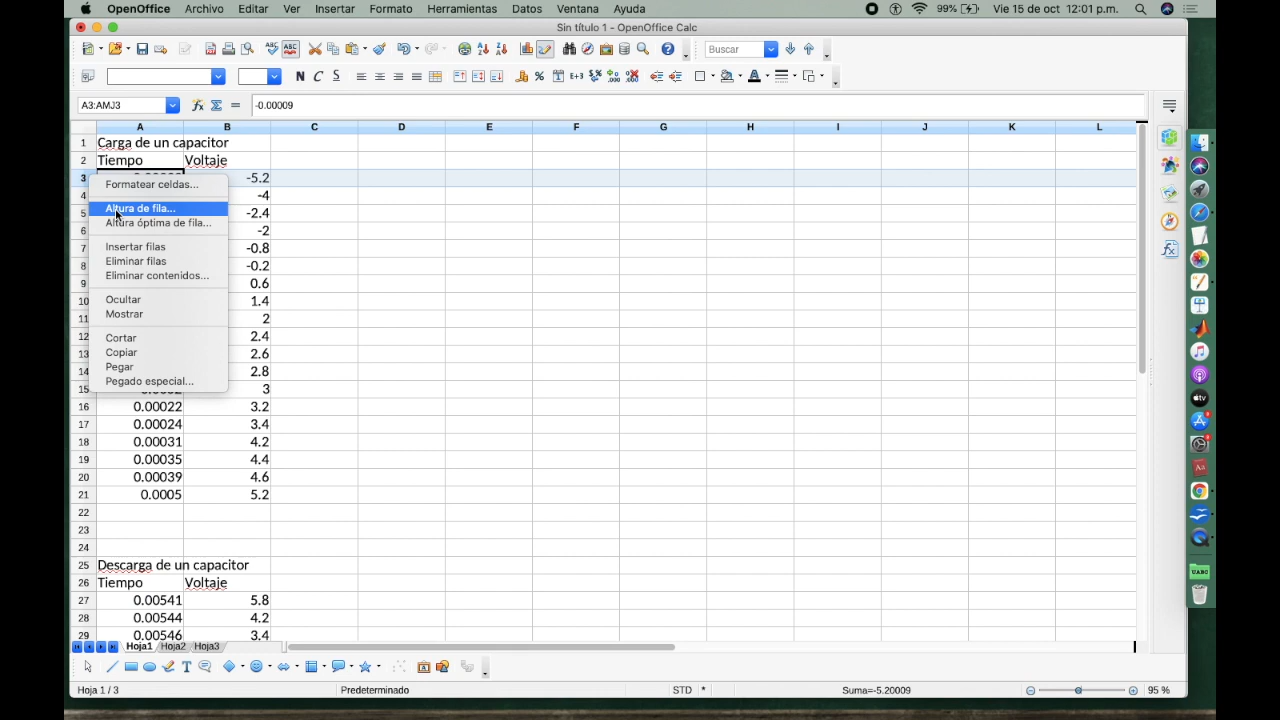 OpenOffice Archivo Editar Ver Insertar Formato Herramientas Datos Ventana Ayuda 99% Vie 15 de oct 12:01 p.m.
Sin título 1 - OpenOffice Calc
Buscar
A3:AMJ3 -0.00009
A B C D E F G H I J K L
1 Carga de un capacitor
2 Tiempo Voltaje
3 -5.2
4 -4
5 -2.4
6 -2
7 -0.8
8 -0.2
9 0.6
10 1.4
11 2
12 2.4
13 2.6
14 2.8
15 3
16 0.00022 3.2
17 0.00024 3.4
18 0.00031 4.2
19 0.00035 4.4
20 0.00039 4.6
21 0.0005 5.2
22
23
24
25 Descarga de un capacitor
26 Tiempo Voltaje
27 0.00541 5.8
28 0.00544 4.2
29 0.00546 3.4
Formatear celdas...
Altura de fila...
Altura óptima de fila...
Insertar filas
Eliminar filas
Eliminar contenidos...
Ocultar
Mostrar
Cortar
Copiar
Pegar
Pegado especial...
Hoja1 Hoja2 Hoja3
Hoja 1 / 3 Predeterminado STD * Suma=-5.20009 95 %
tv
UABC